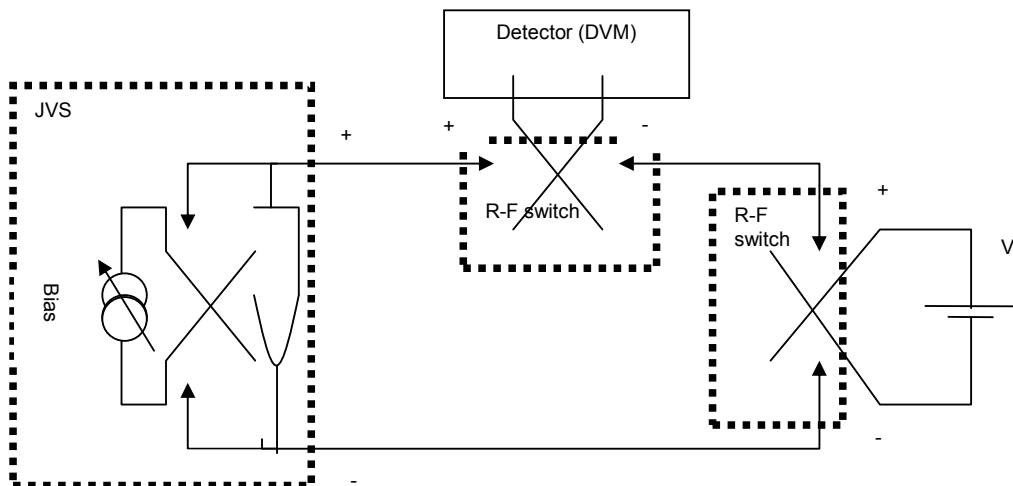 Detector (DVM)
JVS
+
+
-
R-F switch
R-F
switch
+
V
Bias
-
-